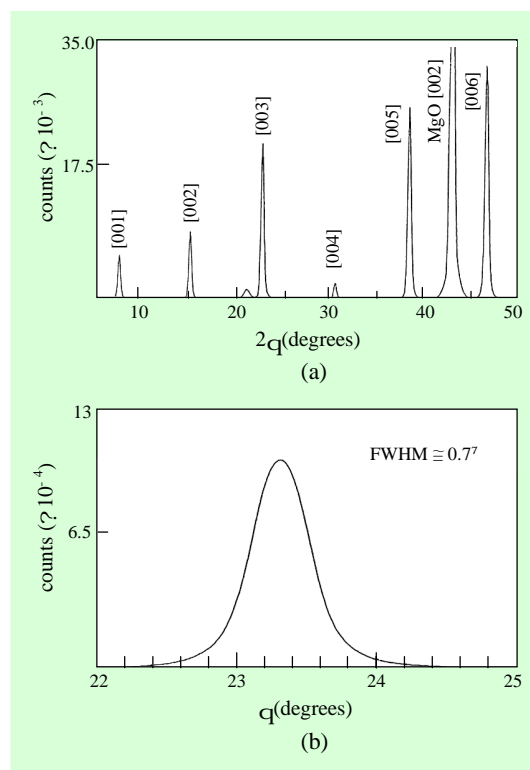 35.0
17.5
counts (? 10⁻³)
[001]
[002]
[003]
[004]
[005]
MgO [002]
[006]
10 20 30 40 50
2q(degrees)
(a)
13
6.5
counts (? 10⁻⁴)
FWHM ≅ 0.7⁷
22 23 24 25
q(degrees)
(b)